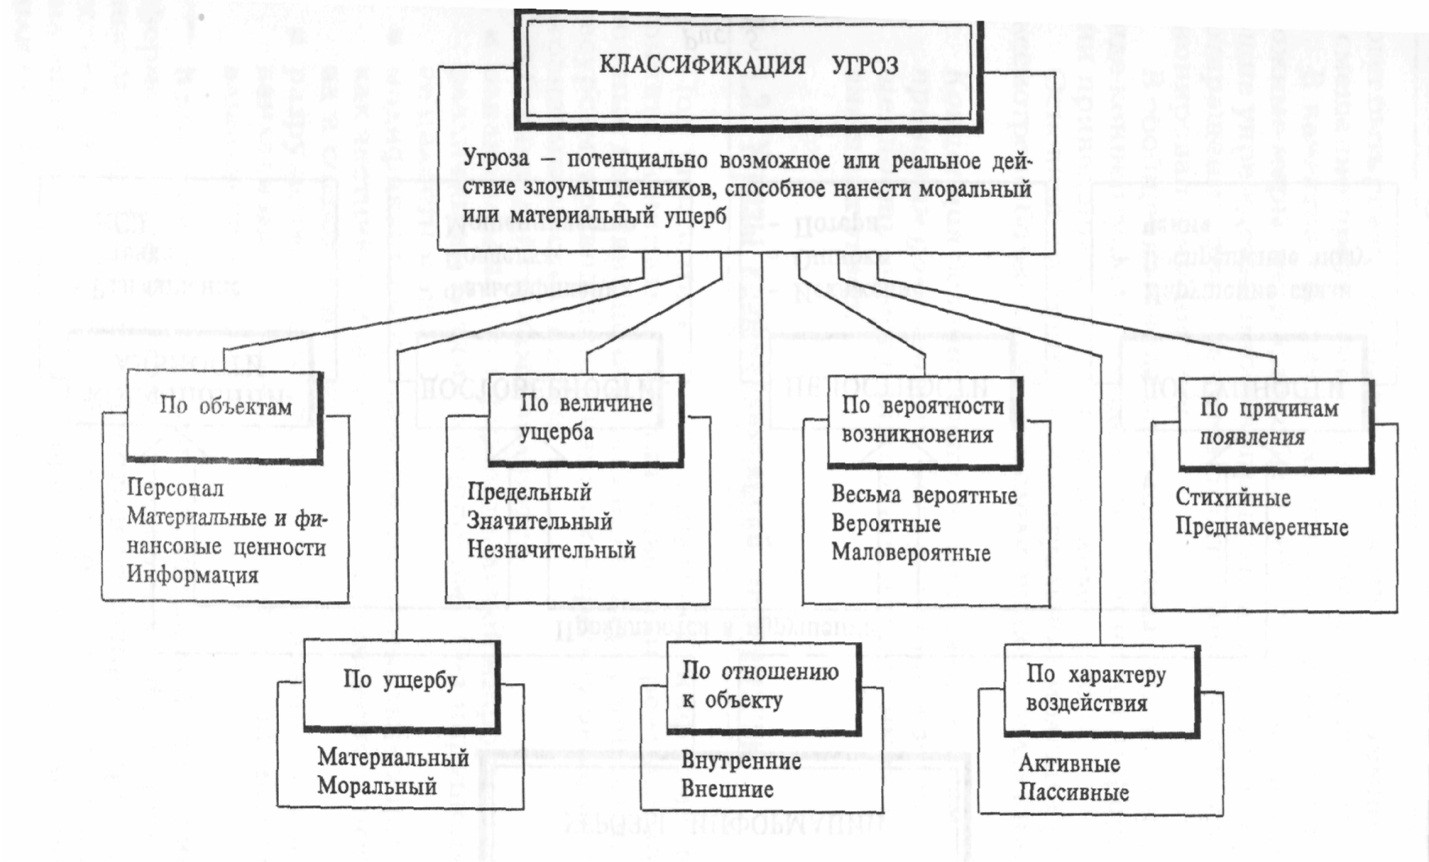 КЛАССИФИКАЦИЯ УГРОЗ
Угроза — потенциально возможное или реальное дей-
ствие злоумышленников, способное нанести моральный
или материальный ущерб
По объектам
Персонал
Материальные и фи-
нансовые ценности
Информация
По величине
ущерба
Предельный
Значительный
Незначительный
По вероятности
возникновения
Весьма вероятные
Вероятные
Маловероятные
По причинам
появления
Стихийные
Преднамеренные
По ущербу
Материальный
Моральный
По отношению
к объекту
Внутренние
Внешние
По характеру
воздействия
Активные
Пассивные